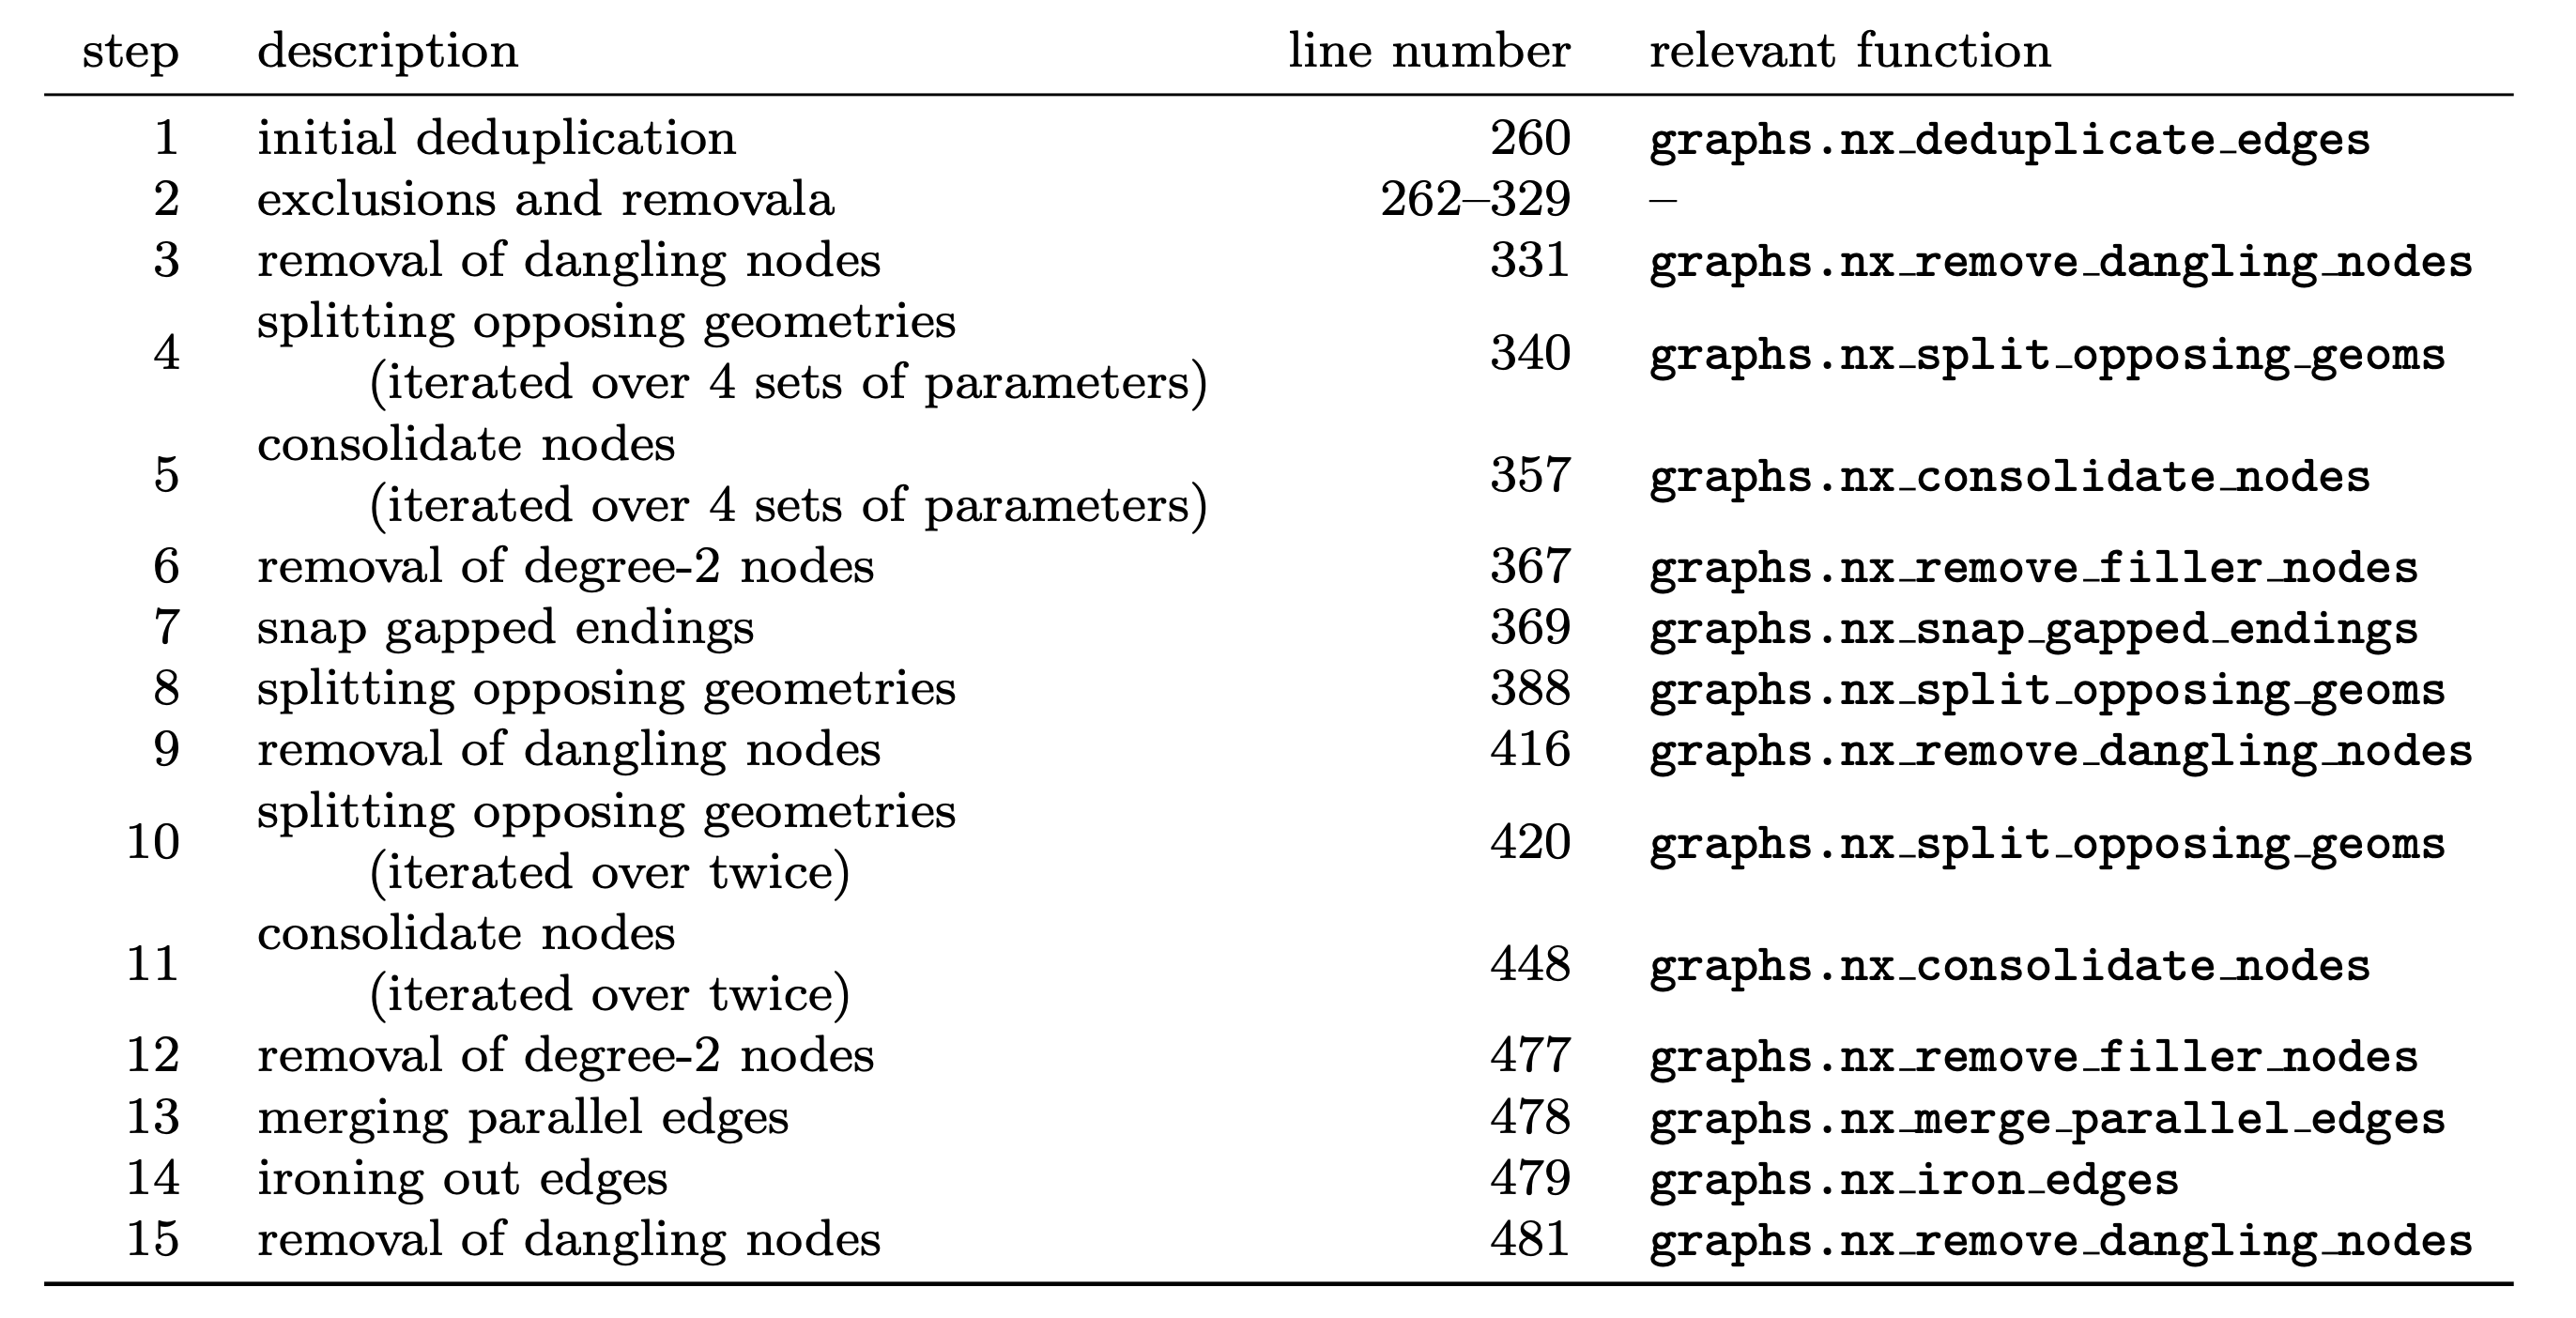 step description line number relevant function
1 initial deduplication 260 graphs.nx_deduplicate_edges
2 exclusions and removala 262–329 –
3 removal of dangling nodes 331 graphs.nx_remove_dangling_nodes
4 splitting opposing geometries 340 graphs.nx_split_opposing_geoms
(iterated over 4 sets of parameters)
5 consolidate nodes 357 graphs.nx_consolidate_nodes
(iterated over 4 sets of parameters)
6 removal of degree-2 nodes 367 graphs.nx_remove_filler_nodes
7 snap gapped endings 369 graphs.nx_snap_gapped_endings
8 splitting opposing geometries 388 graphs.nx_split_opposing_geoms
9 removal of dangling nodes 416 graphs.nx_remove_dangling_nodes
10 splitting opposing geometries 420 graphs.nx_split_opposing_geoms
(iterated over twice)
11 consolidate nodes 448 graphs.nx_consolidate_nodes
(iterated over twice)
12 removal of degree-2 nodes 477 graphs.nx_remove_filler_nodes
13 merging parallel edges 478 graphs.nx_merge_parallel_edges
14 ironing out edges 479 graphs.nx_iron_edges
15 removal of dangling nodes 481 graphs.nx_remove_dangling_nodes